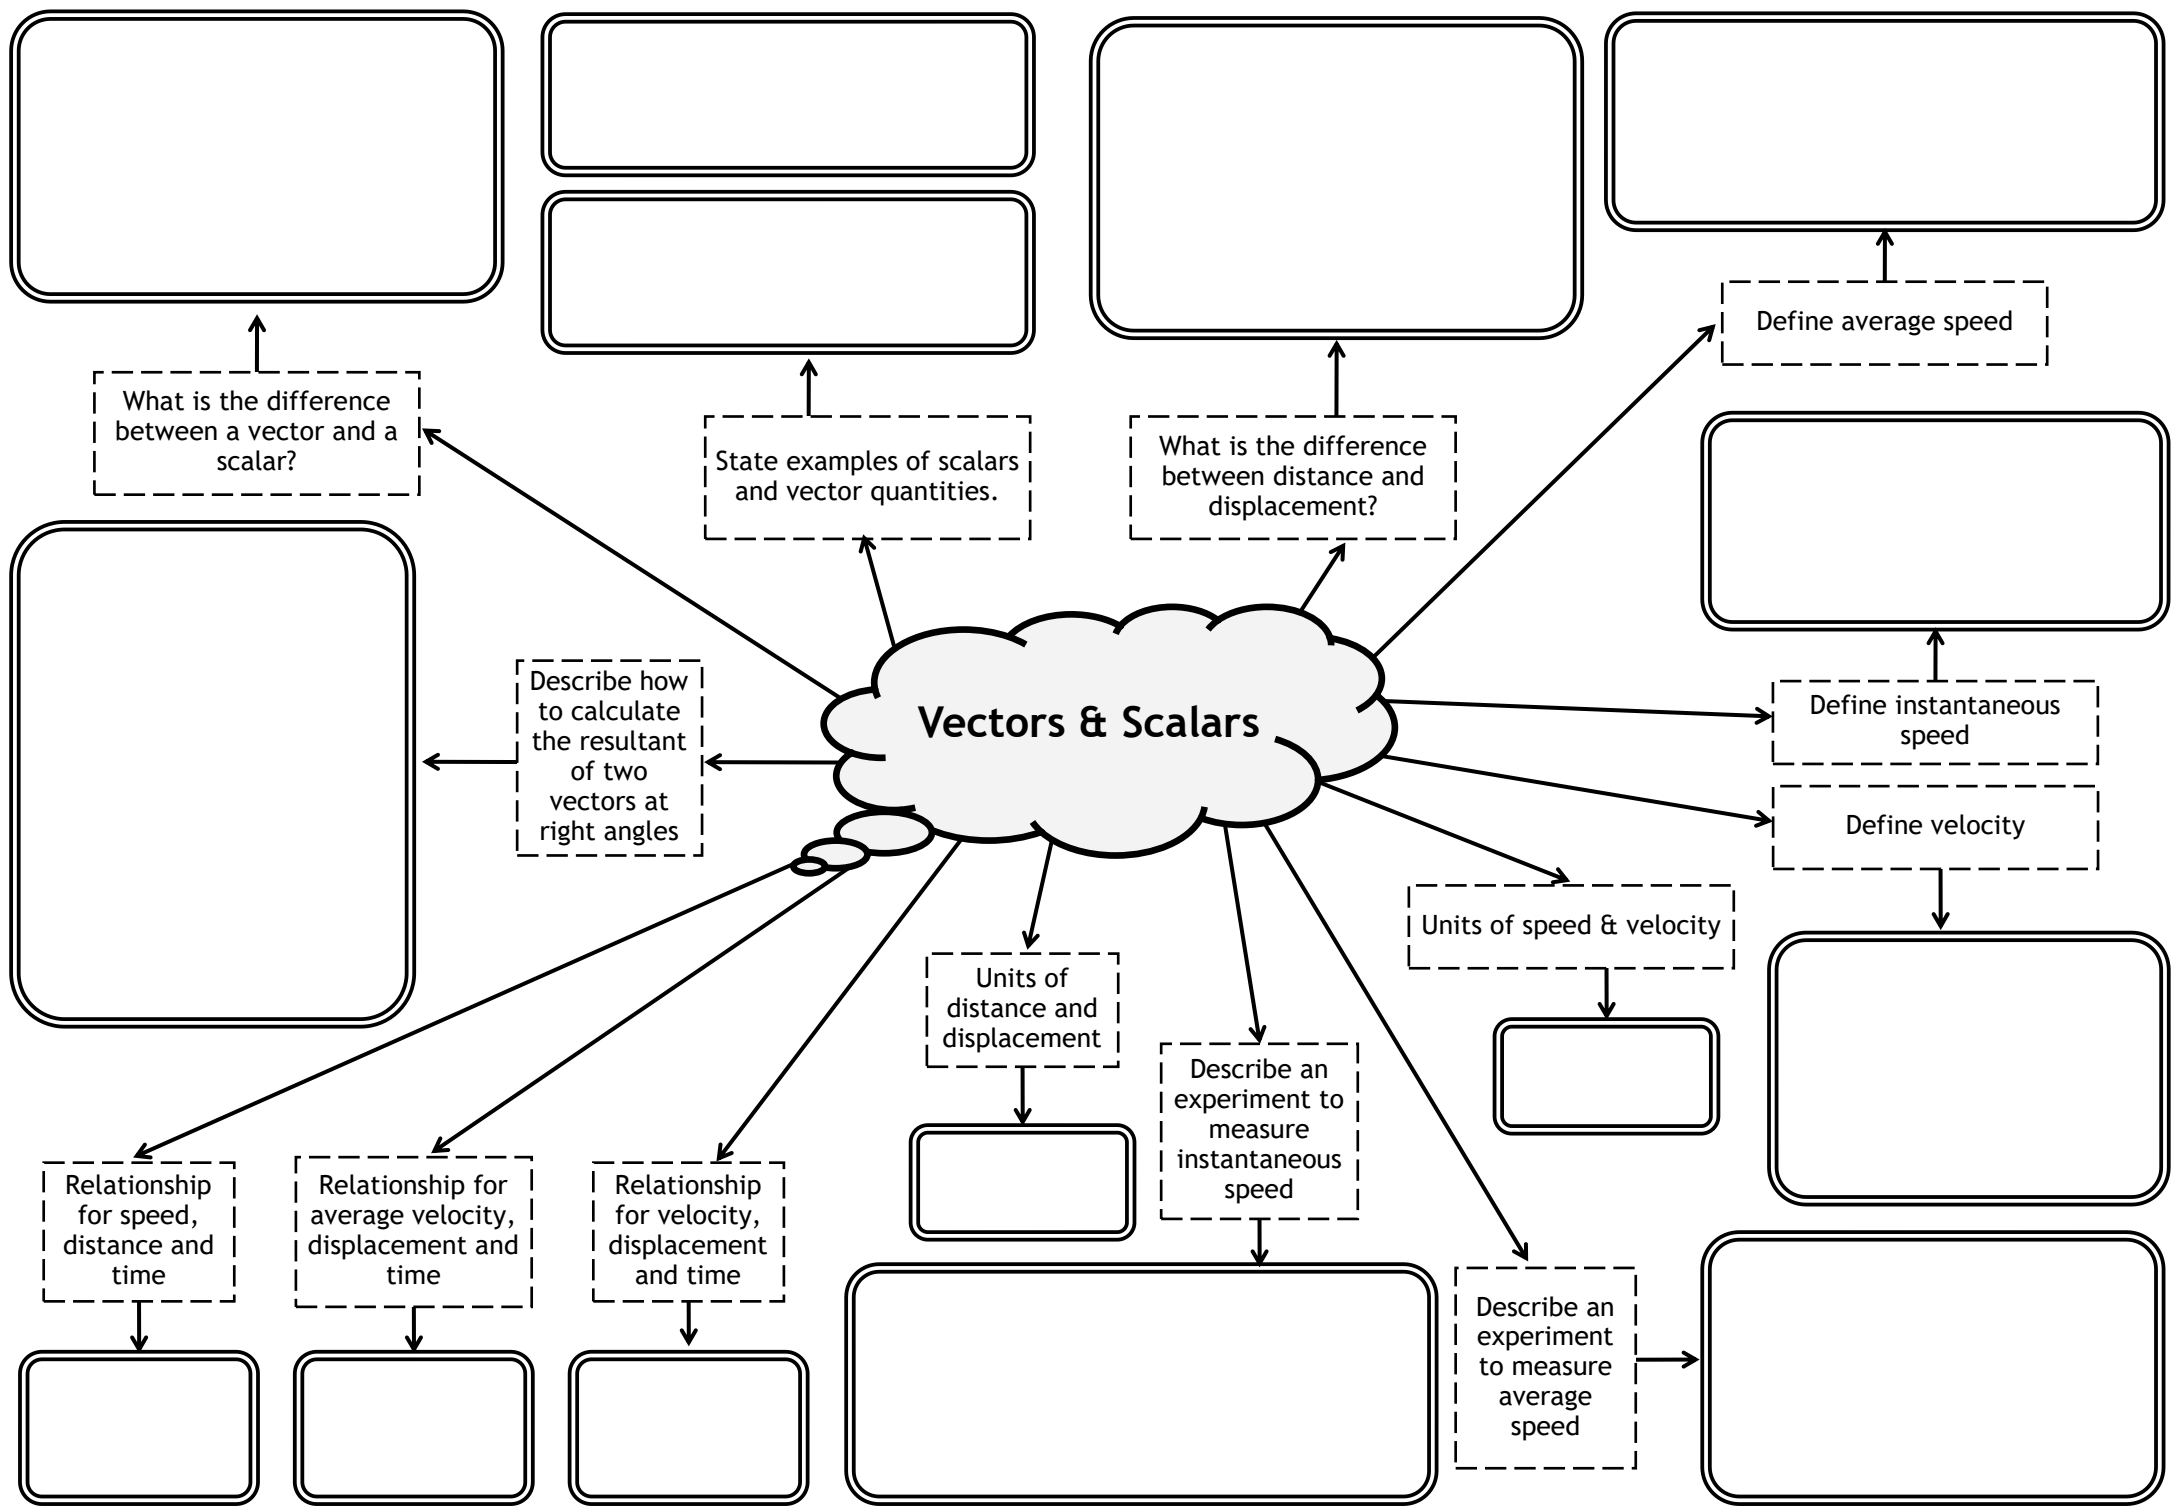 Define average speed
What is the difference
between a vector and a
scalar?
State examples of scalars
and vector quantities.
What is the difference
between distance and
displacement?
Describe how
to calculate
the resultant
of two
vectors at
right angles
Vectors & Scalars
Define instantaneous
speed
Define velocity
Units of speed & velocity
Units of
distance and
displacement
Describe an
experiment to
measure
instantaneous
speed
Relationship
for speed,
distance and
time
Relationship for
average velocity,
displacement and
time
Relationship
for velocity,
displacement
and time
Describe an
experiment
to measure
average
speed